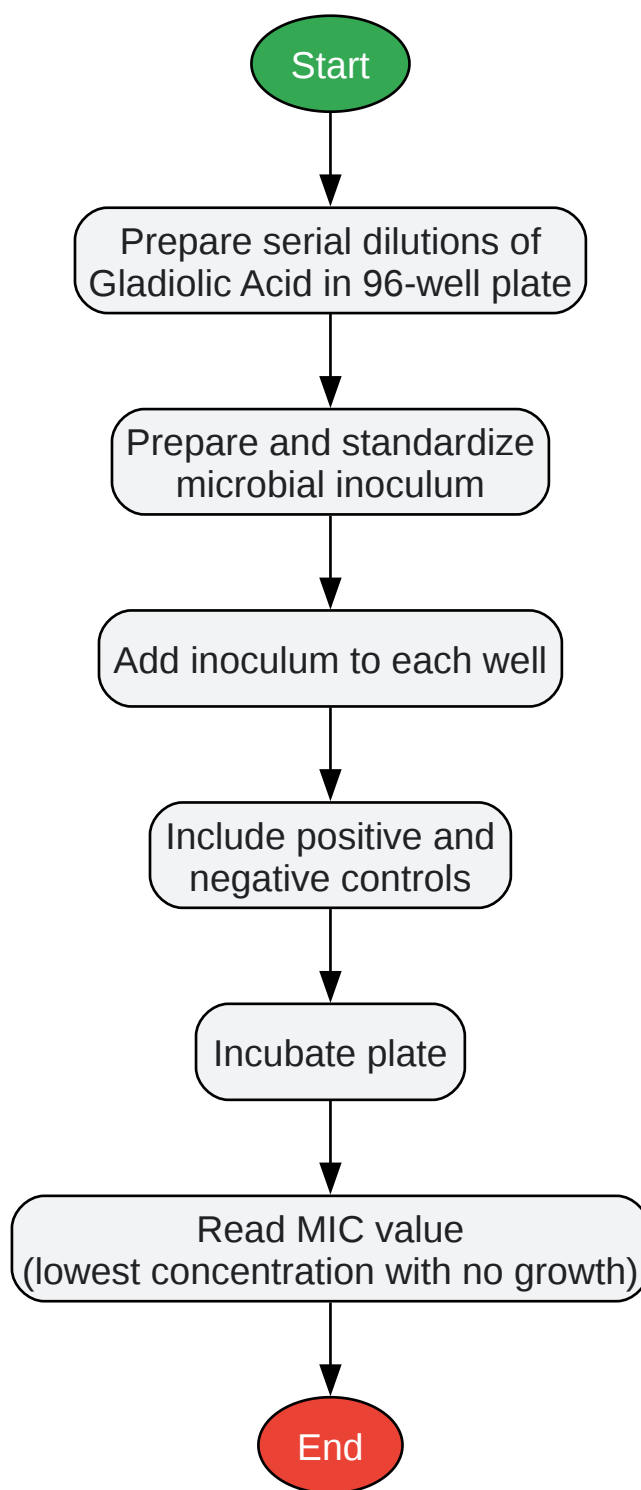 Start
Prepare serial dilutions of
Gladiolic Acid in 96-well plate
Prepare and standardize
microbial inoculum
Add inoculum to each well
Include positive and
negative controls
Incubate plate
Read MIC value
(lowest concentration with no growth)
End